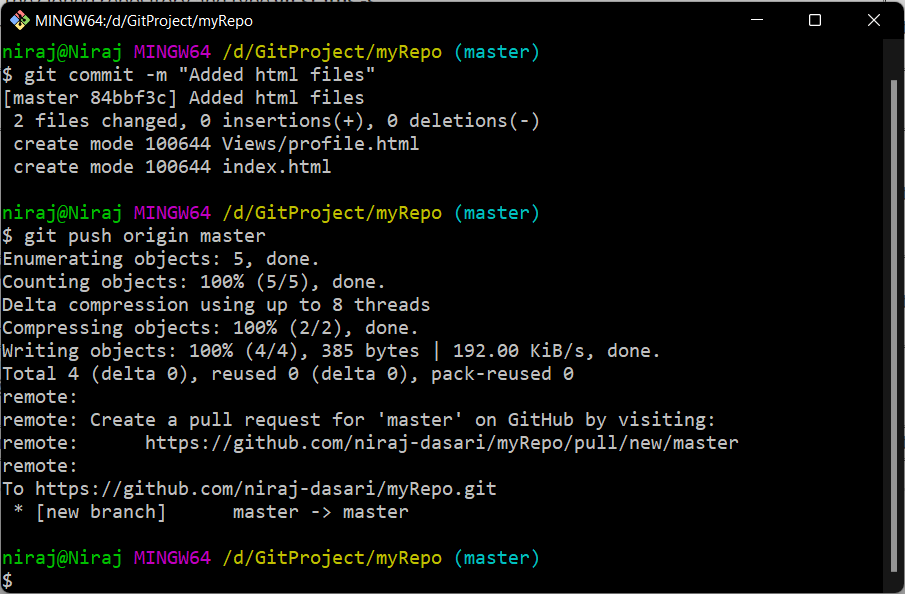 MINGW64:/d/GitProject/myRepo
niraj@Niraj MINGW64 /d/GitProject/myRepo (master)
$ git commit -m "Added html files"
[master 84bbf3c] Added html files
 2 files changed, 0 insertions(+), 0 deletions(-)
 create mode 100644 Views/profile.html
 create mode 100644 index.html
niraj@Niraj MINGW64 /d/GitProject/myRepo (master)
$ git push origin master
Enumerating objects: 5, done.
Counting objects: 100% (5/5), done.
Delta compression using up to 8 threads
Compressing objects: 100% (2/2), done.
Writing objects: 100% (4/4), 385 bytes | 192.00 KiB/s, done.
Total 4 (delta 0), reused 0 (delta 0), pack-reused 0
remote:
remote: Create a pull request for 'master' on GitHub by visiting:
remote:      https://github.com/niraj-dasari/myRepo/pull/new/master
remote:
To https://github.com/niraj-dasari/myRepo.git
 * [new branch]      master -> master
niraj@Niraj MINGW64 /d/GitProject/myRepo (master)
$